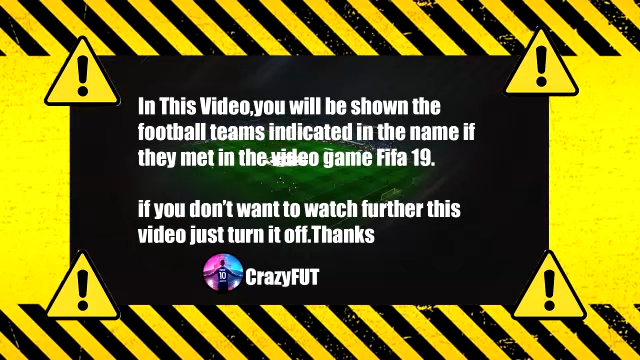 In This Video,you will be shown the
football teams indicated in the name if
they met in the video game Fifa 19.
if you don't want to watch further this
video just turn it off.Thanks
10
CrazyFUT